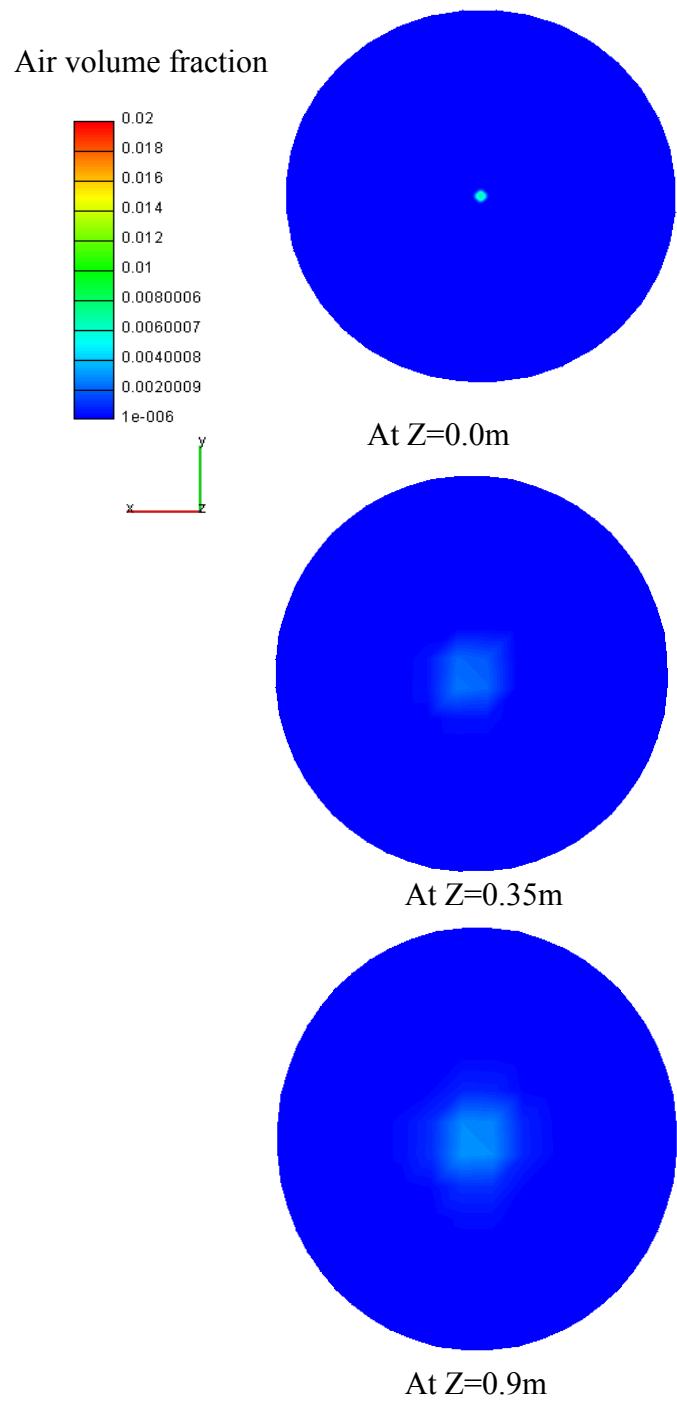 Air volume fraction
0.02
0.018
0.016
0.014
0.012
0.01
0.0080006
0.0060007
0.0040008
0.0020009
1e-006
At Z=0.0m
y
x
z
At Z=0.35m
At Z=0.9m